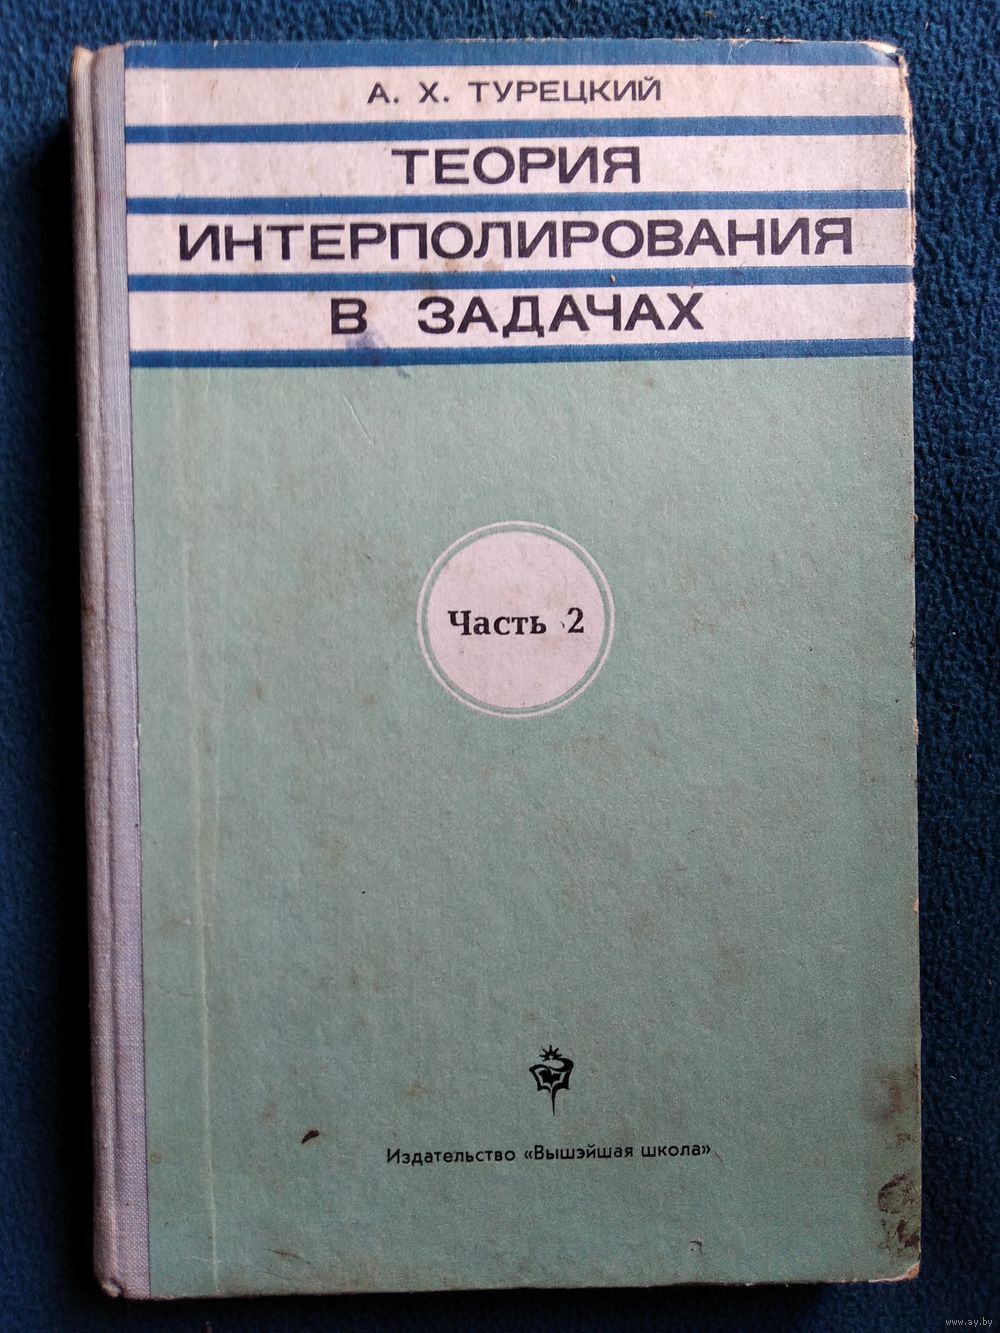 А. Х. ТУРЕЦКИЙ
ТЕОРИЯ
ИНТЕРПОЛИРОВАНИЯ
В ЗАДАЧАХ
Часть 2
Издательство «Вышэйшая школа»
www.ay.by